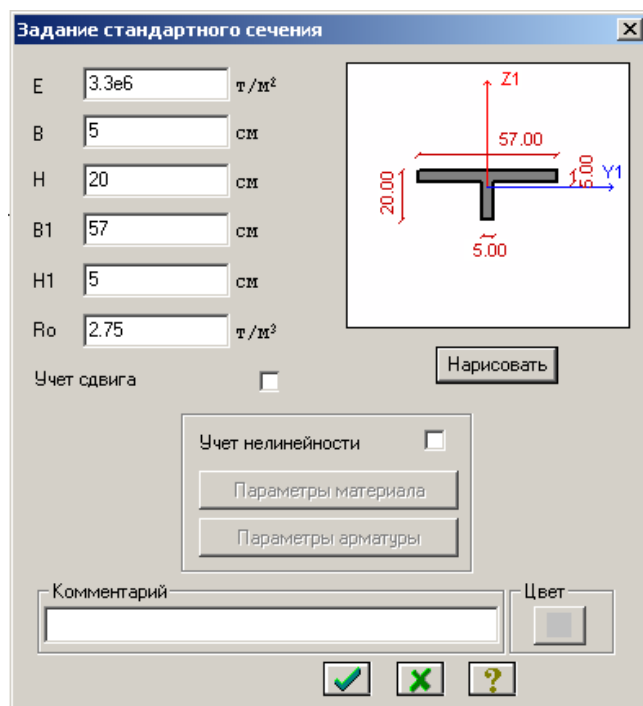 Задание стандартного сечения
E 3.3e6 т/м²
B 5 см
H 20 см
B1 57 см
H1 5 см
Ro 2.75 т/м³
Z1
57.00
20.00
5.00
Y1
5.00
Нарисовать
Учет сдвига
Учет нелинейности
Параметры материала
Параметры арматуры
Комментарий
Цвет
?